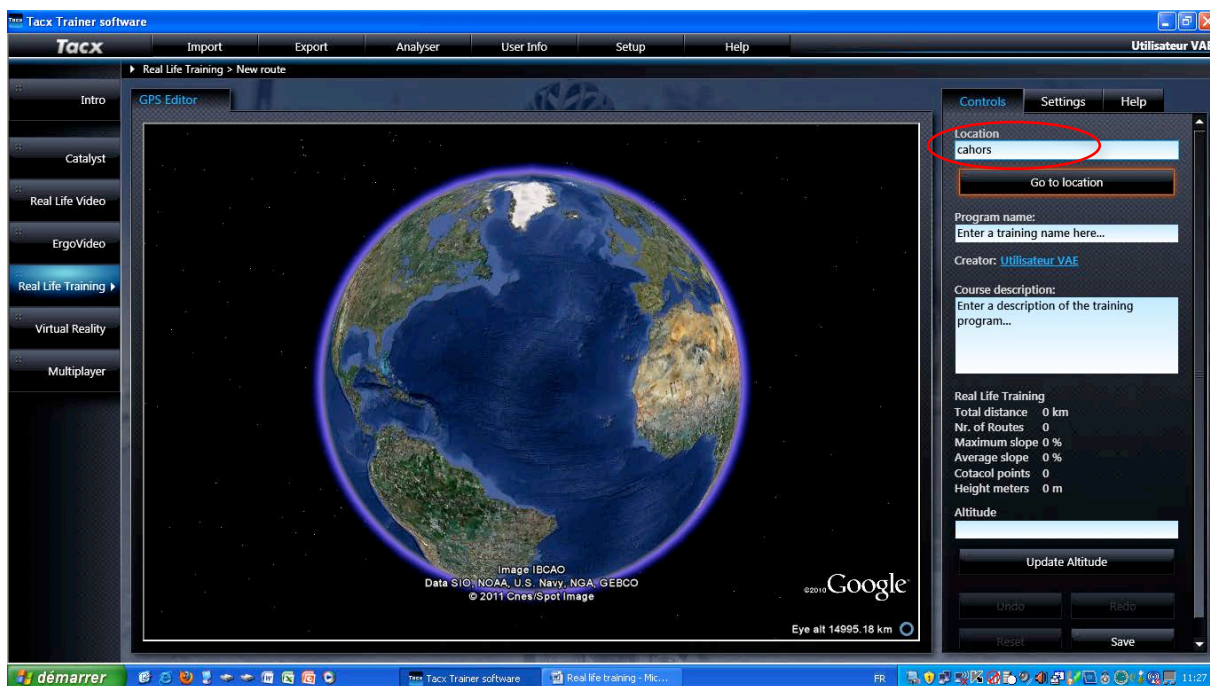 Tacx Trainer software
Tacx Import Export Analyser User Info Setup Help Utilisateur VAE
Real Life Training > New route
Intro
Catalyst
Real Life Video
ErgoVideo
Real Life Training
Virtual Reality
Multiplayer
GPS Editor
Image IBCAO
Data SIO, NOAA, U.S. Navy, NGA, GEBCO
© 2011 Cnes/Spot Image
©2010 Google
Eye alt 14995.18 km
Controls Settings Help
Location
cahors
Go to location
Program name:
Enter a training name here...
Creator: Utilisateur VAE
Course description:
Enter a description of the training
program...
Real Life Training
Total distance 0 km
Nr. of Routes 0
Maximum slope 0 %
Average slope 0 %
Cotacol points 0
Height meters 0 m
Altitude
Update Altitude
Undo Redo
Reset Save
démarrer Tacx Trainer software Real life training - Mic... FR 11:27